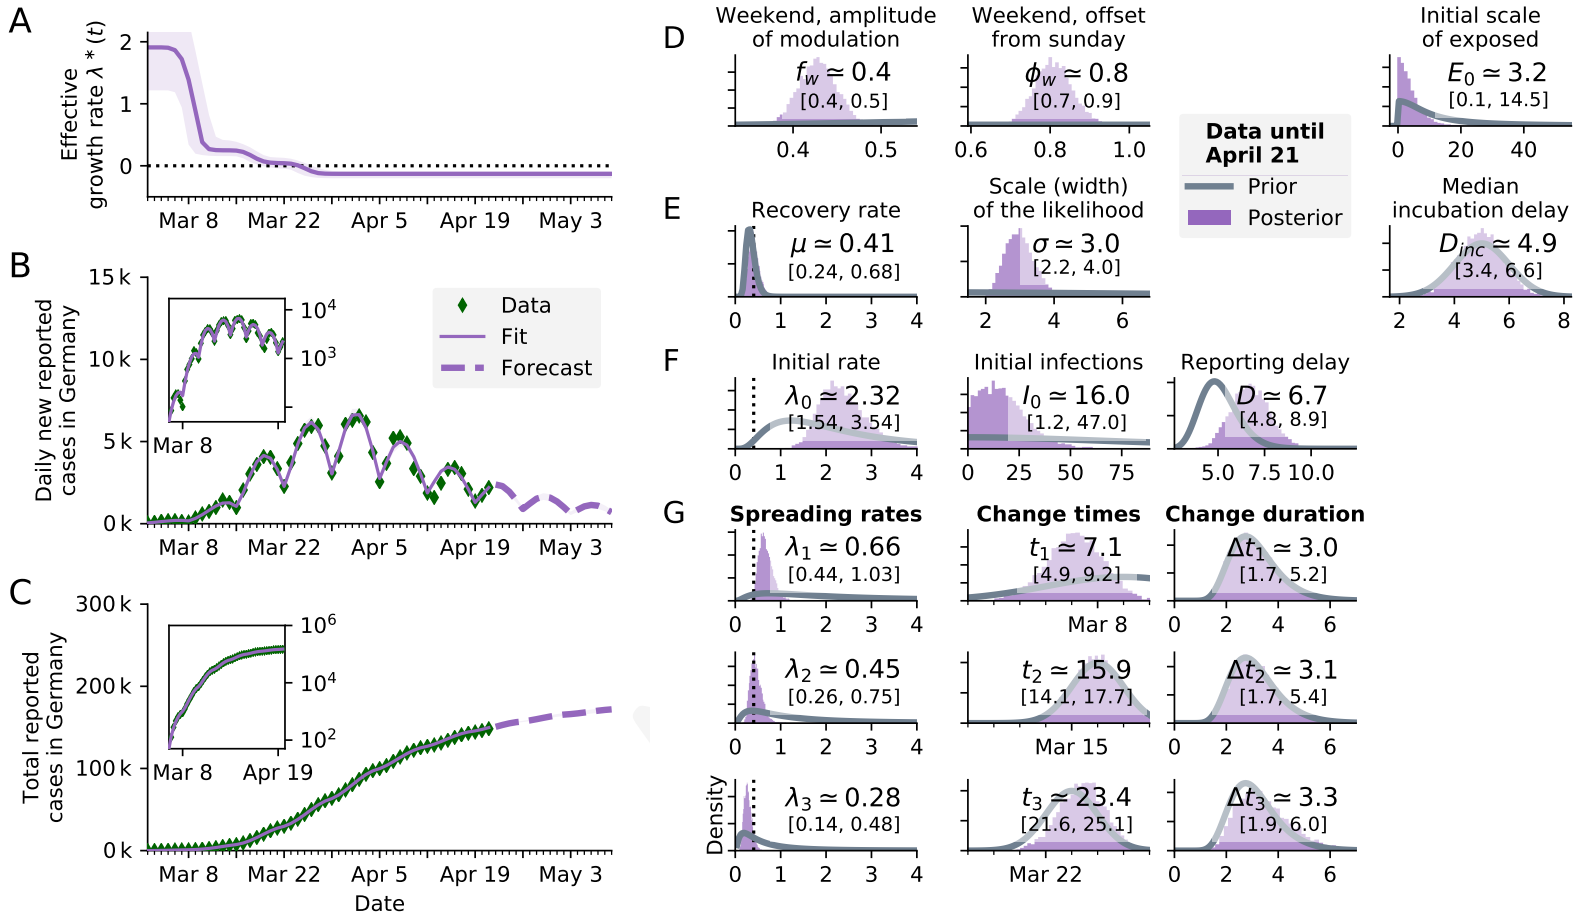 A
Effective
growth rate λ*(t)
2
1
0
Mar 8
Mar 22
Apr 5
Apr 19
May 3
B
Daily new reported
cases in Germany
15 k
10 k
5 k
0 k
10⁴
10³
Mar 8
Data
Fit
Forecast
Mar 8
Mar 22
Apr 5
Apr 19
May 3
C
Total reported
cases in Germany
300 k
200 k
100 k
0 k
10⁶
10⁴
10²
Mar 8
Apr 19
Mar 8
Mar 22
Apr 5
Apr 19
May 3
Date
D
Weekend, amplitude
of modulation
f_w ≃ 0.4
[0.4, 0.5]
0.4
0.5
Weekend, offset
from sunday
ϕ_w ≃ 0.8
[0.7, 0.9]
0.6
0.8
1.0
Initial scale
of exposed
E₀ ≃ 3.2
[0.1, 14.5]
0
20
40
Data until
April 21
Prior
Posterior
E
Recovery rate
μ ≃ 0.41
[0.24, 0.68]
0
1
2
3
4
Scale (width)
of the likelihood
σ ≃ 3.0
[2.2, 4.0]
2
4
6
Median
incubation delay
D_inc ≃ 4.9
[3.4, 6.6]
2
4
6
8
F
Initial rate
λ₀ ≃ 2.32
[1.54, 3.54]
0
1
2
3
4
Initial infections
I₀ ≃ 16.0
[1.2, 47.0]
0
25
50
75
Reporting delay
D ≃ 6.7
[4.8, 8.9]
5.0
7.5
10.0
G
Spreading rates
λ₁ ≃ 0.66
[0.44, 1.03]
0
1
2
3
4
Change times
t₁ ≃ 7.1
[4.9, 9.2]
Mar 8
Change duration
Δt₁ ≃ 3.0
[1.7, 5.2]
0
2
4
6
λ₂ ≃ 0.45
[0.26, 0.75]
0
1
2
3
4
t₂ ≃ 15.9
[14.1, 17.7]
Mar 15
Δt₂ ≃ 3.1
[1.7, 5.4]
0
2
4
6
Density
λ₃ ≃ 0.28
[0.14, 0.48]
0
1
2
3
4
t₃ ≃ 23.4
[21.6, 25.1]
Mar 22
Δt₃ ≃ 3.3
[1.9, 6.0]
0
2
4
6